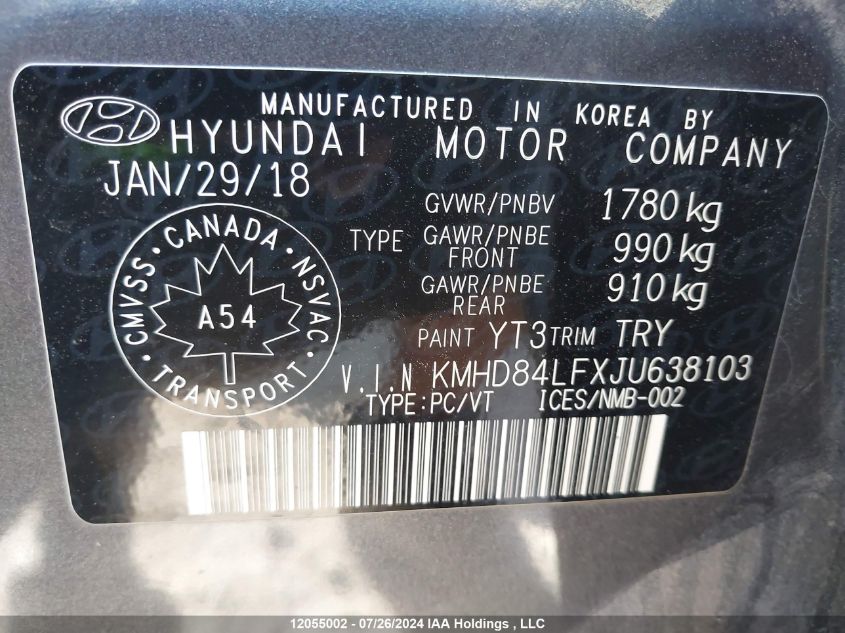 MANUFACTURED IN KOREA BY
HYUNDAI MOTOR COMPANY
JAN/29/18
GVWR/PNBV 1780 kg
TYPE GAWR/PNBE FRONT 990 kg
GAWR/PNBE REAR 910 kg
CMVSS · CANADA · NSVAC
A54
· TRANSPORT ·
PAINT YT3 TRIM TRY
V.I.N KMHD84LFXJU638103
TYPE:PC/VT ICES/NMB-002
12055002 - 07/26/2024 IAA Holdings , LLC